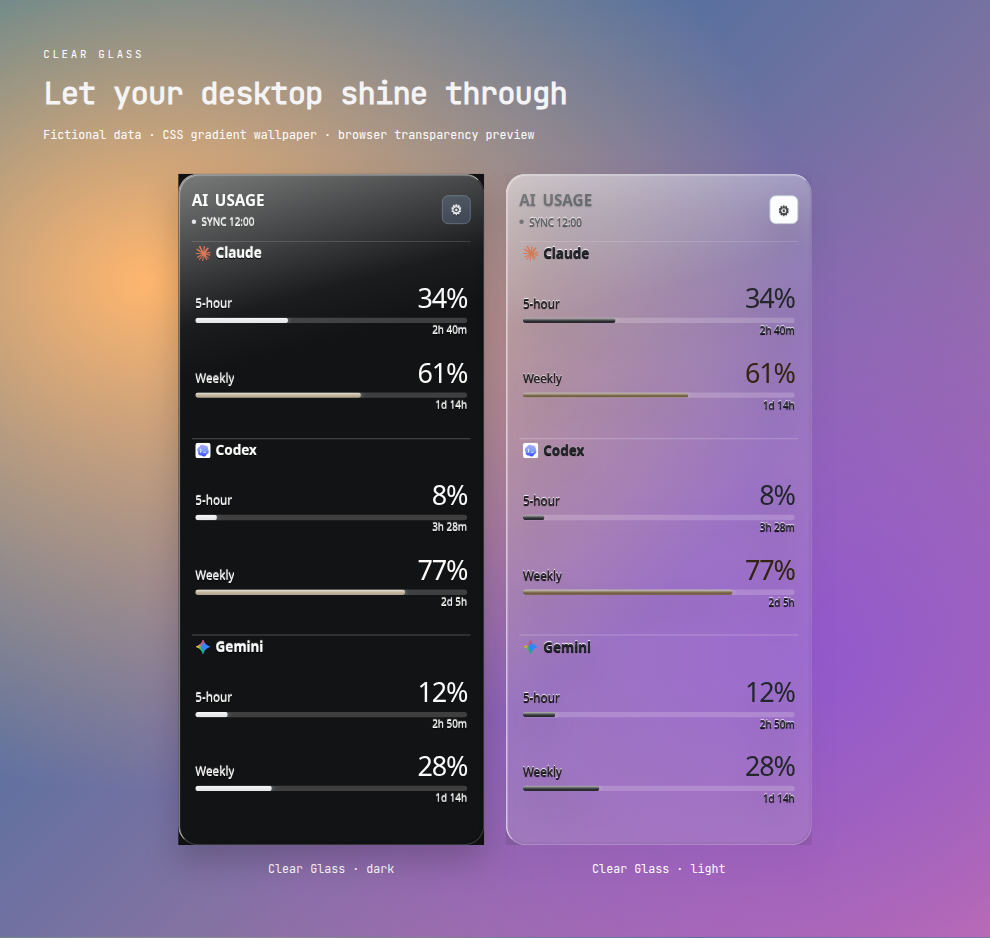 CLEAR GLASS
Let your desktop shine through
Fictional data · CSS gradient wallpaper · browser transparency preview
AI USAGE
SYNC 12:00
Claude
5-hour 34%
2h 40m
Weekly 61%
1d 14h
Codex
5-hour 8%
3h 28m
Weekly 77%
2d 5h
Gemini
5-hour 12%
2h 50m
Weekly 28%
1d 14h
Clear Glass · dark
AI USAGE
SYNC 12:00
Claude
5-hour 34%
2h 40m
Weekly 61%
1d 14h
Codex
5-hour 8%
3h 28m
Weekly 77%
2d 5h
Gemini
5-hour 12%
2h 50m
Weekly 28%
1d 14h
Clear Glass · light